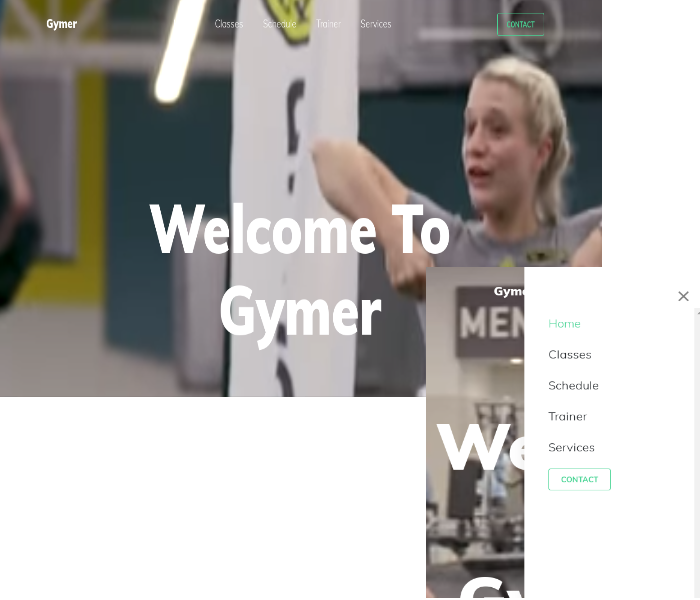 Gymer Classes Schedule Trainer Services CONTACT
Welcome To
Gymer
Gyme
MEN
Home
Classes
We
Schedule
Trainer
Services
CONTACT
Gy